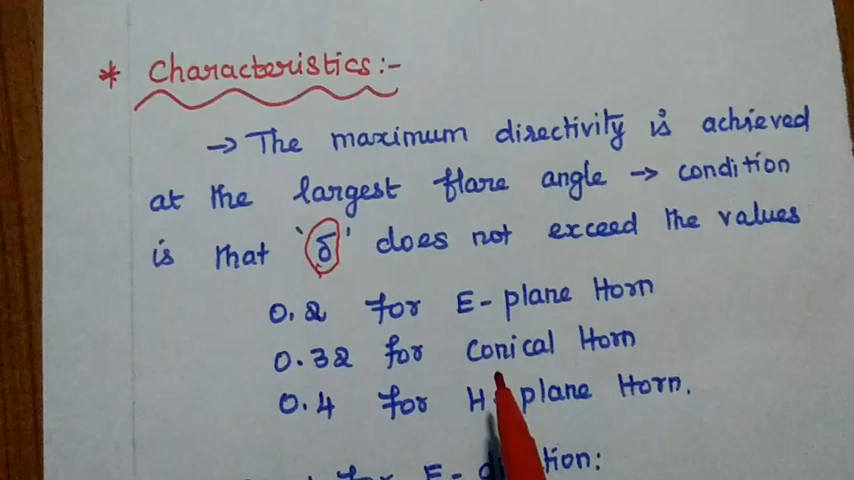 * Characteristics:-
→ The maximum directivity is achieved
at the largest flare angle → condition
is that 'δ' does not exceed the values
0.2 for E-plane Horn
0.32 for Conical Horn
0.4 for H-plane Horn.
for E-